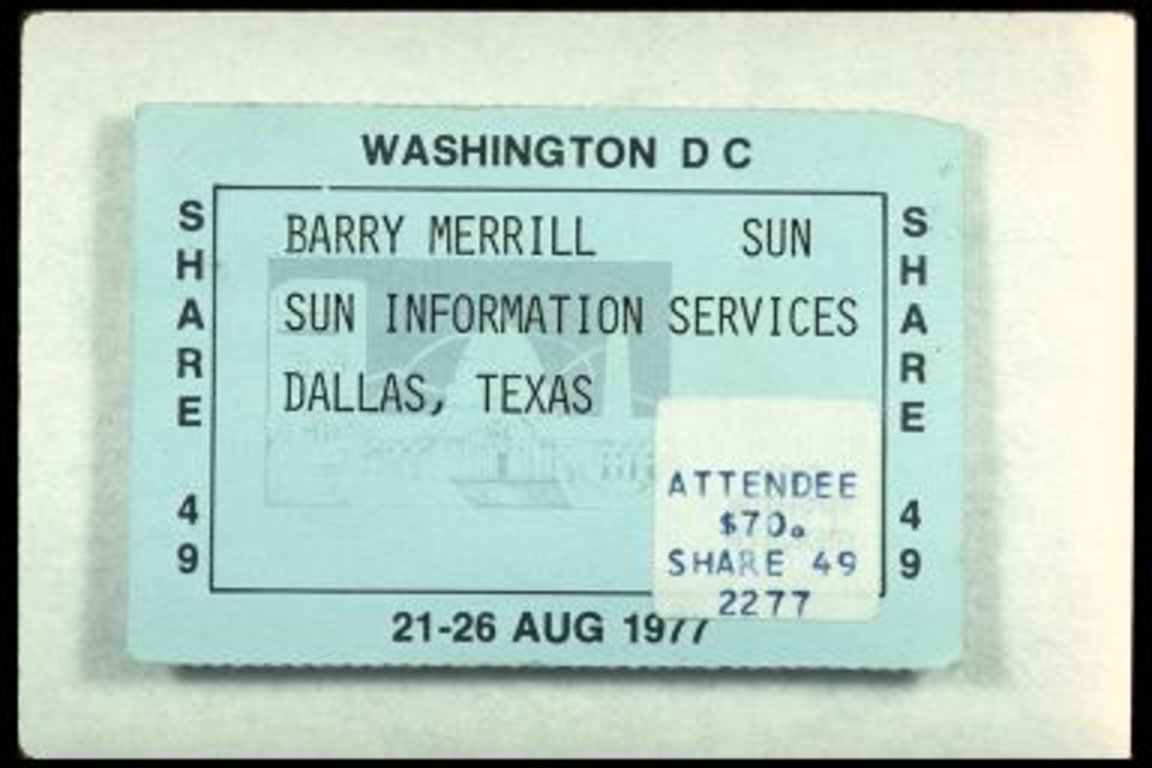 WASHINGTON D C
SHARE 49
BARRY MERRILL SUN
SUN INFORMATION SERVICES
DALLAS, TEXAS
SHARE 49
ATTENDEE
$70.
SHARE 49
2277
21-26 AUG 1977